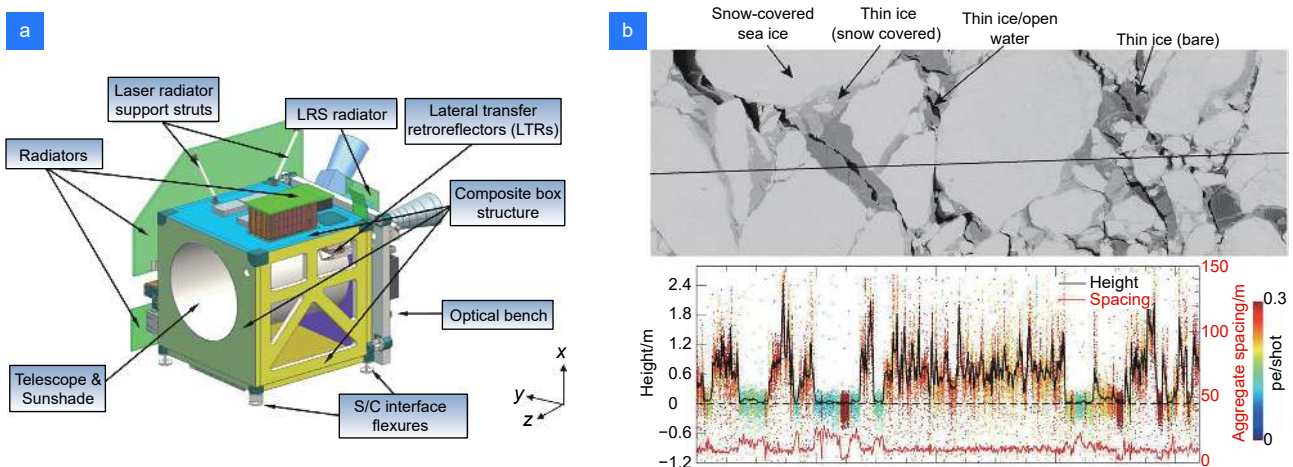 a
Laser radiator
support struts
LRS radiator
Lateral transfer
retroreflectors (LTRs)
Radiators
Composite box
structure
Optical bench
Telescope &
Sunshade
S/C interface
flexures
x
y
z
b
Snow-covered
sea ice
Thin ice
(snow covered)
Thin ice/open
water
Thin ice (bare)
2.4
1.8
1.2
0.6
0
−0.6
−1.2
Height/m
Height
Spacing
150
100
50
0
Aggregate spacing/m
pe/shot
0.3
0